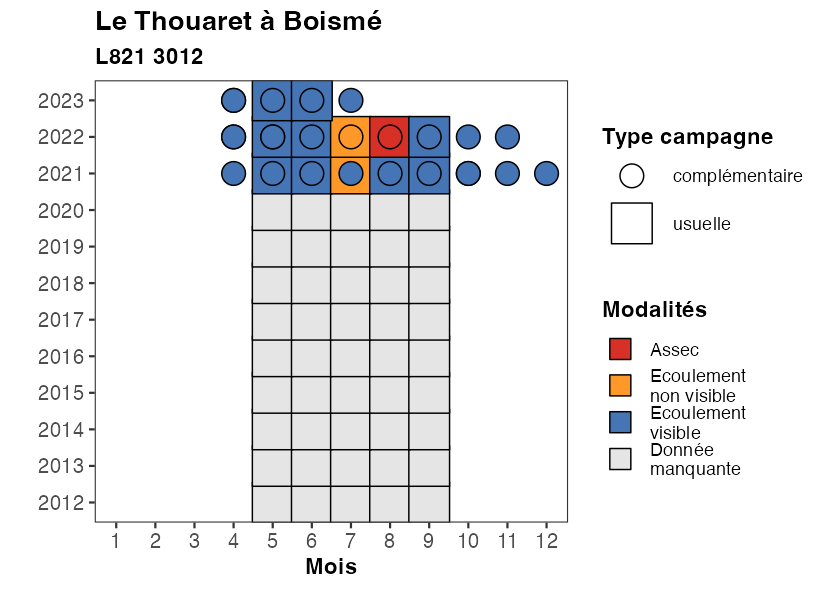 Le Thouaret à Boismé
L821 3012
2023
2022
2021
2020
2019
2018
2017
2016
2015
2014
2013
2012
1 2 3 4 5 6 7 8 9 10 11 12
Mois
Type campagne
complémentaire
usuelle
Modalités
Assec
Ecoulement
non visible
Ecoulement
visible
Donnée
manquante